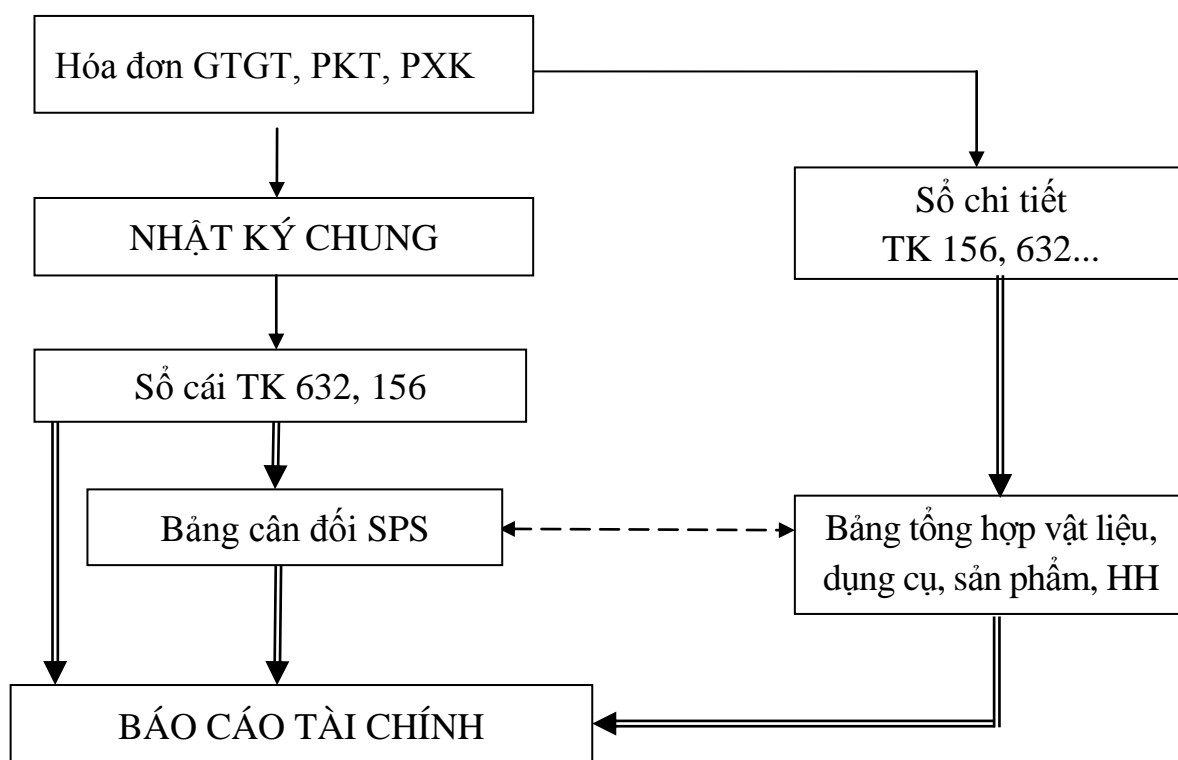 Hóa đơn GTGT, PKT, PXK
NHẬT KÝ CHUNG
Sổ chi tiết
TK 156, 632...
Sổ cái TK 632, 156
Bảng cân đối SPS
Bảng tổng hợp vật liệu,
dụng cụ, sản phẩm, HH
BÁO CÁO TÀI CHÍNH